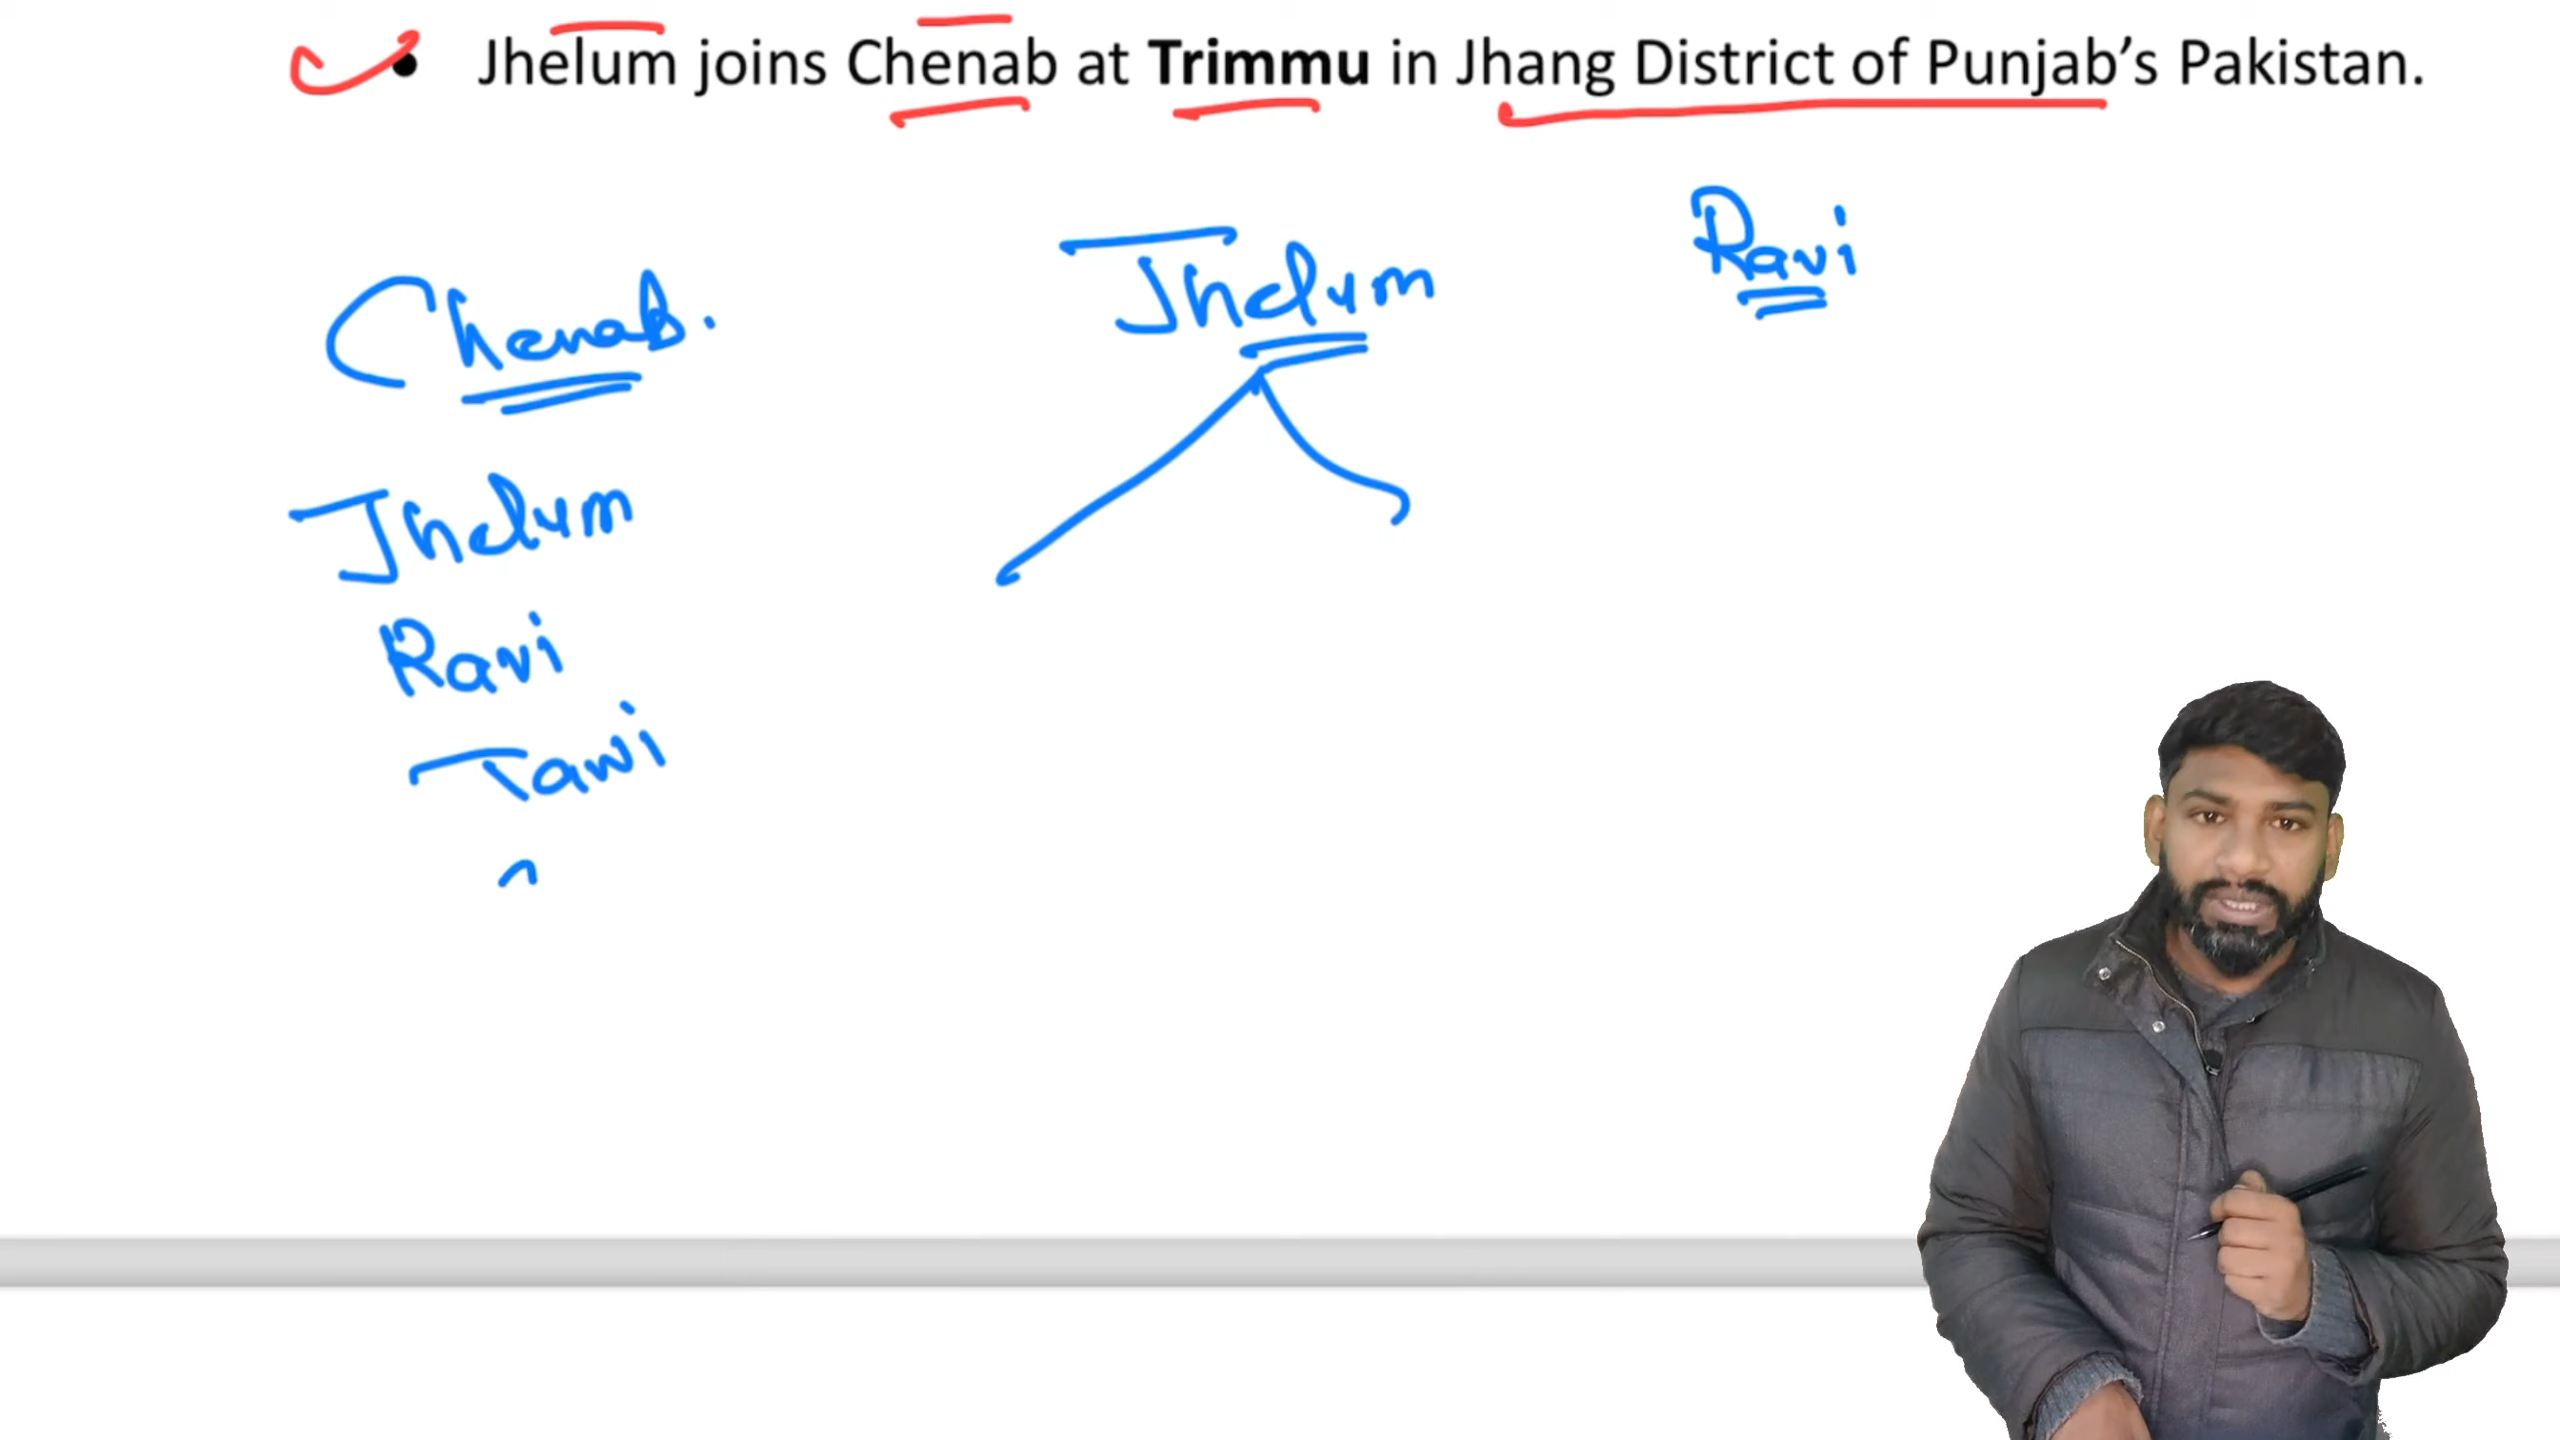 • Jhelum joins Chenab at Trimmu in Jhang District of Punjab’s Pakistan.
Chenab.
Jhelum
Ravi
Jhelum
Ravi
Tawi